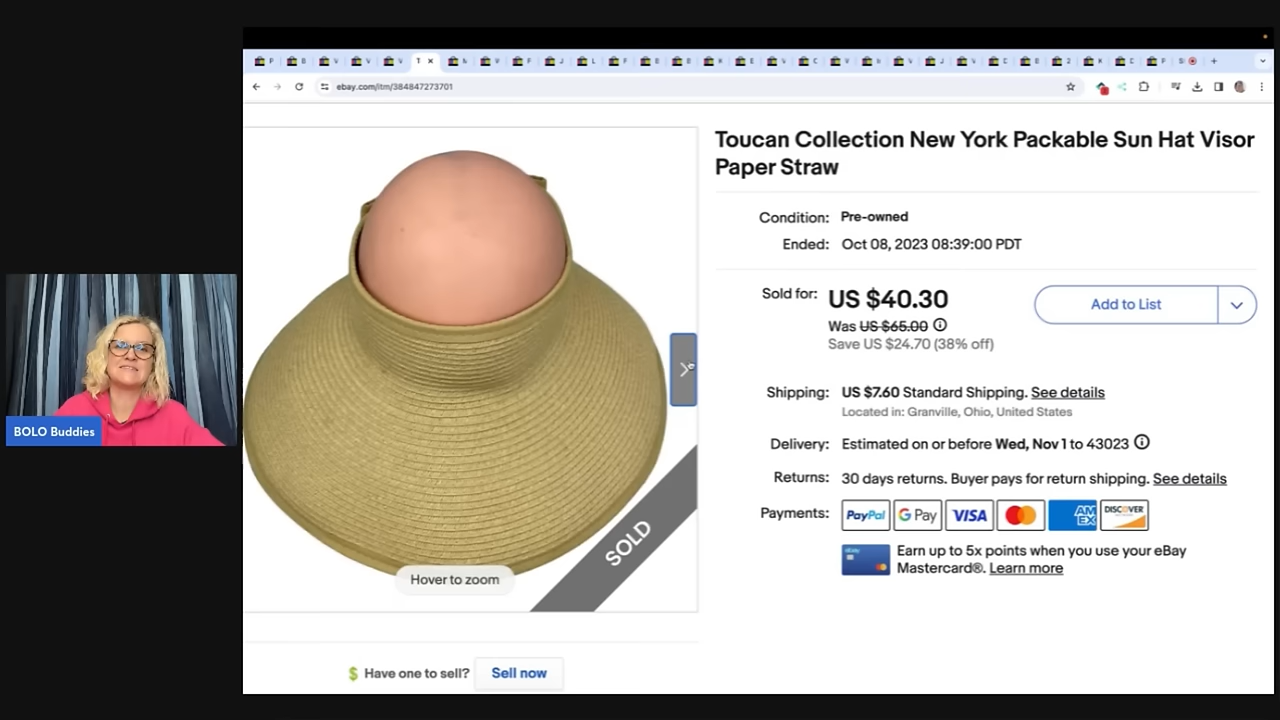 ebay.com/itm/384847273701
Toucan Collection New York Packable Sun Hat Visor
Paper Straw
Condition: Pre-owned
Ended: Oct 08, 2023 08:39:00 PDT
Sold for: US $40.30
Add to List
Was US $65.00
Save US $24.70 (38% off)
Shipping: US $7.60 Standard Shipping. See details
Located in: Granville, Ohio, United States
BOLO Buddies
Delivery: Estimated on or before Wed, Nov 1 to 43023
Returns: 30 days returns. Buyer pays for return shipping. See details
Payments: PayPal G Pay VISA MasterCard AM EX DISCOVER
SOLD
Earn up to 5x points when you use your eBay
Mastercard®. Learn more
Hover to zoom
Have one to sell? Sell now